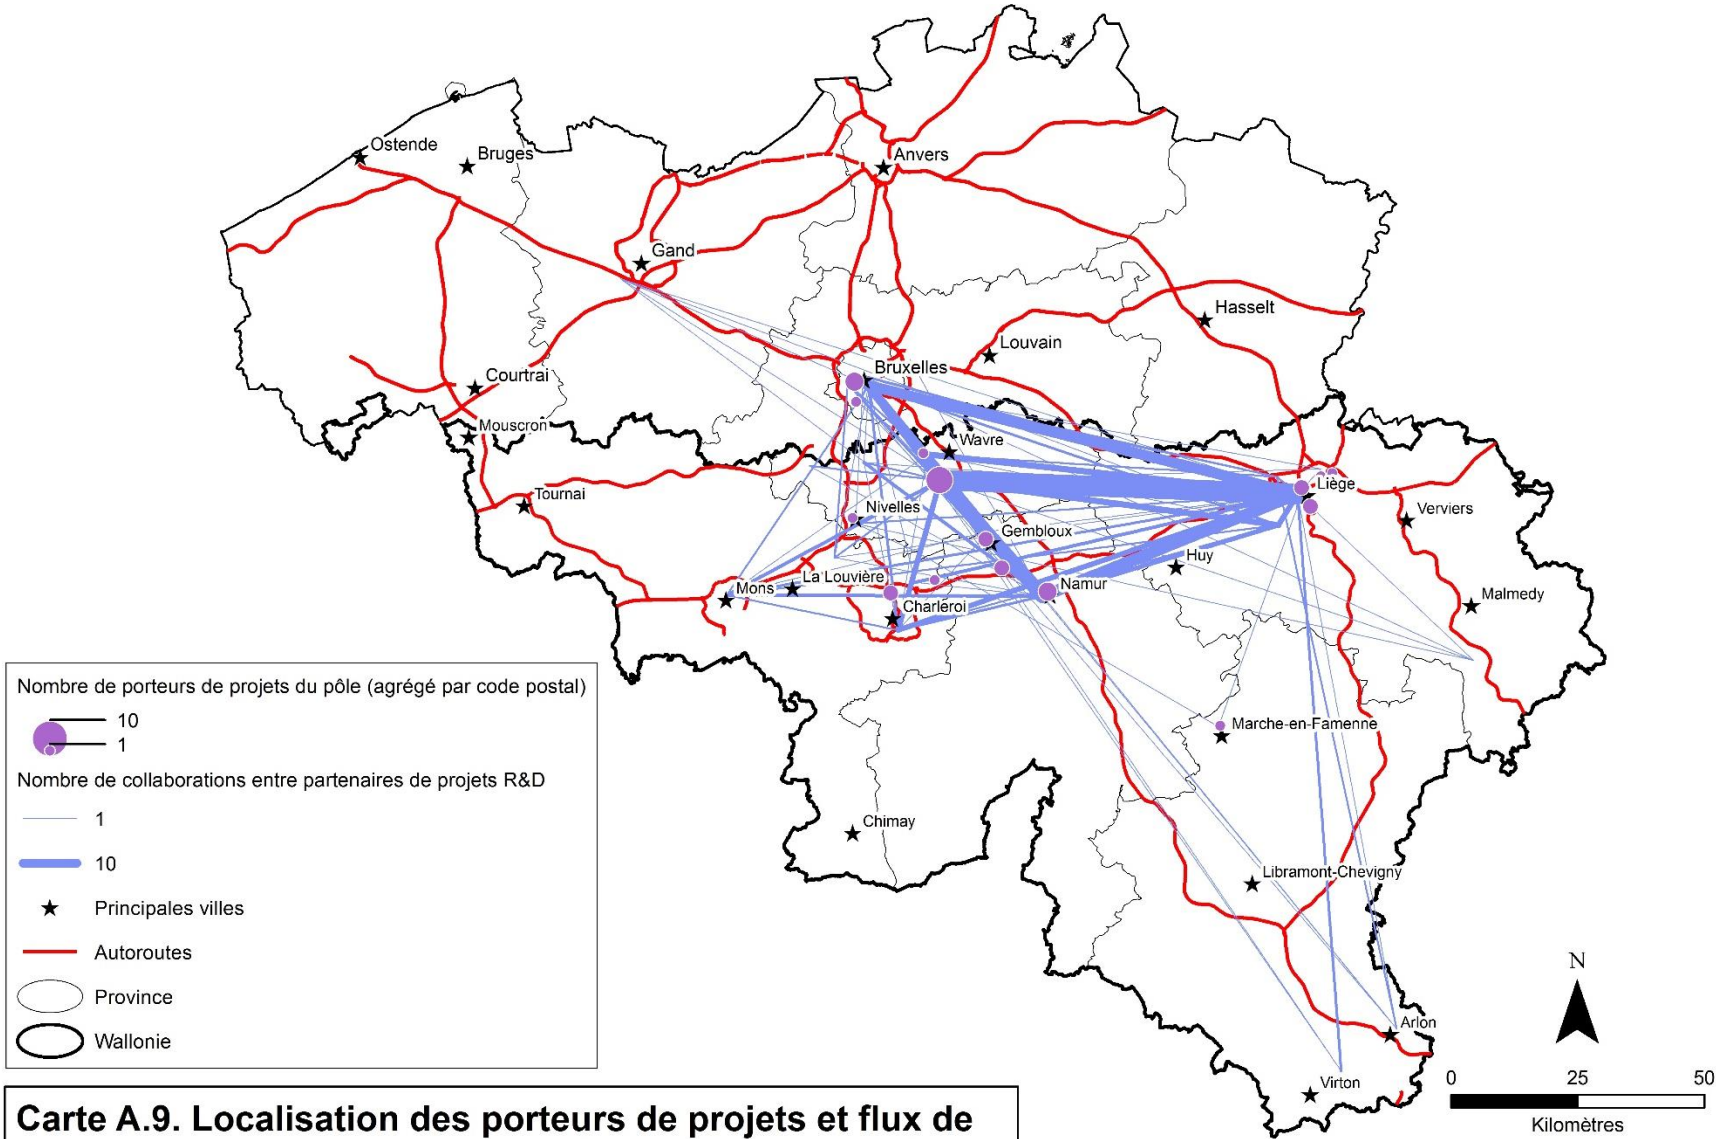 Ostende
Bruges
Anvers
Gand
Hasselt
Louvain
Bruxelles
Courtrai
Mouscron
Wavre
Tournai
Liège
Nivelles
Verviers
Gembloux
Huy
La Louvière
Mons
Namur
Malmedy
Charleroi
Marche-en-Famenne
Chimay
Libramont-Chevigny
Arlon
Virton
Nombre de porteurs de projets du pôle (agrégé par code postal)
10
1
Nombre de collaborations entre partenaires de projets R&D
1
10
Principales villes
Autoroutes
Province
Wallonie
N
0 25 50
Kilomètres
Carte A.9. Localisation des porteurs de projets et flux de